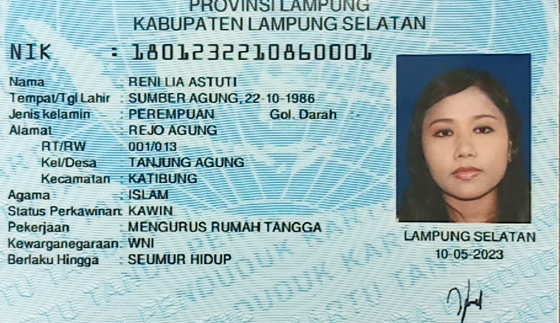 PROVINSI LAMPUNG
KABUPATEN LAMPUNG SELATAN
NIK : 1801232210860001
Nama : RENI LIA ASTUTI
Tempat/Tgl Lahir : SUMBER AGUNG, 22-10-1986
Jenis kelamin : PEREMPUAN Gol. Darah : -
Alamat : REJO AGUNG
RT/RW : 001/013
Kel/Desa : TANJUNG AGUNG
Kecamatan : KATIBUNG
Agama : ISLAM
Status Perkawinan: KAWIN
Pekerjaan : MENGURUS RUMAH TANGGA
Kewarganegaraan: WNI
Berlaku Hingga : SEUMUR HIDUP
LAMPUNG SELATAN
10-05-2023